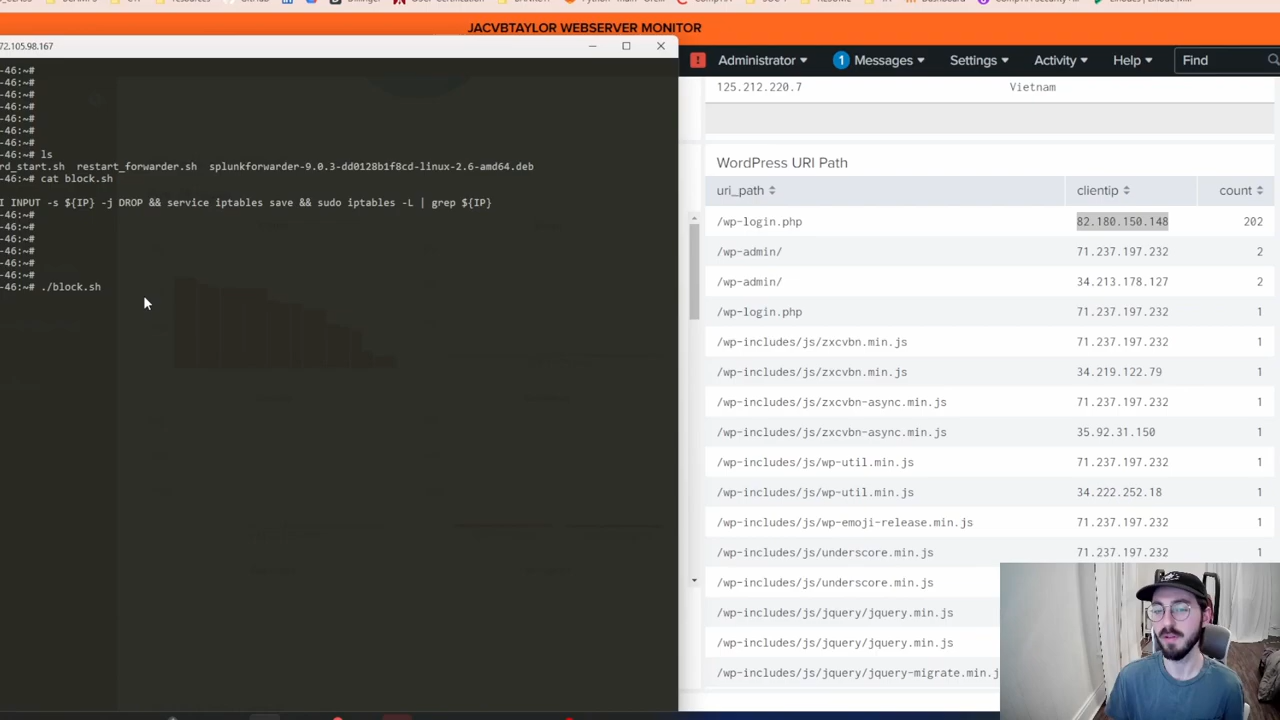 JACVBTAYLOR WEBSERVER MONITOR
72.105.98.167
Administrator
1 Messages
Settings
Activity
Help
Find
-46:~#
-46:~#
-46:~#
-46:~#
-46:~#
-46:~#
-46:~#
-46:~# ls
rd_start.sh restart_forwarder.sh splunkforwarder-9.0.3-dd0128b1f8cd-linux-2.6-amd64.deb
-46:~# cat block.sh
I INPUT -s ${IP} -j DROP && service iptables save && sudo iptables -L | grep ${IP}
-46:~#
-46:~#
-46:~#
-46:~#
-46:~#
-46:~#
-46:~# ./block.sh
125.212.220.7 Vietnam
WordPress URI Path
uri_path clientip count
/wp-login.php 82.180.150.148 202
/wp-admin/ 71.237.197.232 2
/wp-admin/ 34.213.178.127 2
/wp-login.php 71.237.197.232 1
/wp-includes/js/zxcvbn.min.js 71.237.197.232 1
/wp-includes/js/zxcvbn.min.js 34.219.122.79 1
/wp-includes/js/zxcvbn-async.min.js 71.237.197.232 1
/wp-includes/js/zxcvbn-async.min.js 35.92.31.150 1
/wp-includes/js/wp-util.min.js 71.237.197.232 1
/wp-includes/js/wp-util.min.js 34.222.252.18 1
/wp-includes/js/wp-emoji-release.min.js 71.237.197.232 1
/wp-includes/js/underscore.min.js 71.237.197.232 1
/wp-includes/js/underscore.min.js
/wp-includes/js/jquery/jquery.min.js
/wp-includes/js/jquery/jquery.min.js
/wp-includes/js/jquery/jquery-migrate.min.j